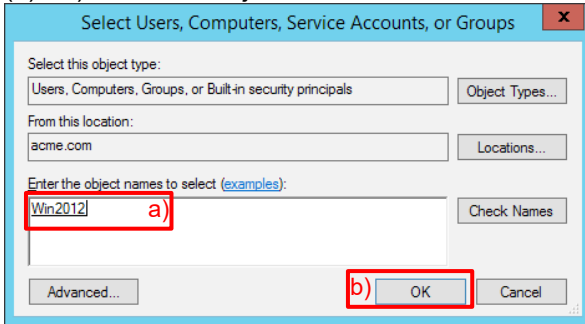 Select Users, Computers, Service Accounts, or Groups
x
Select this object type:
Users, Computers, Groups, or Built-in security principals
Object Types...
From this location:
acme.com
Locations...
Enter the object names to select (examples):
Win2012 a)
Check Names
Advanced...
b) OK
Cancel